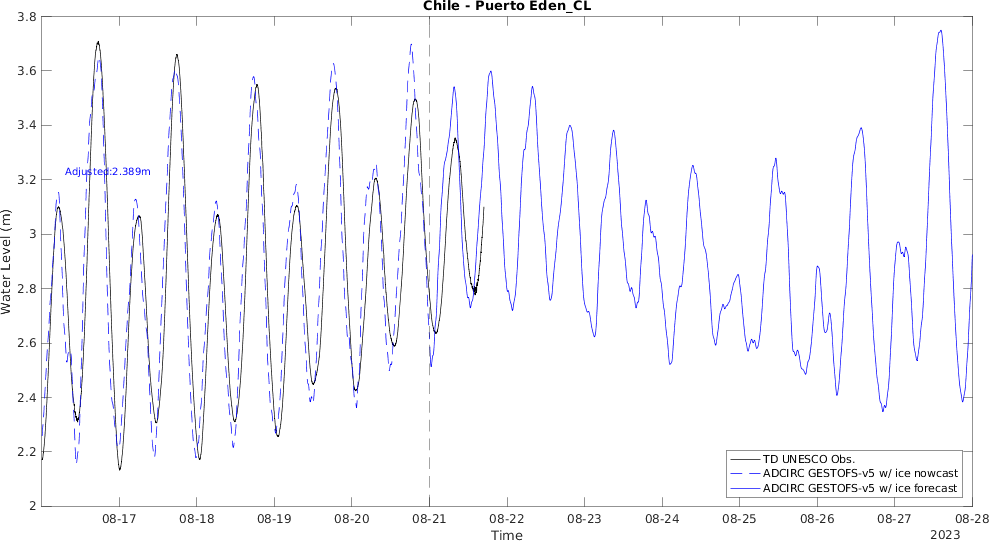 Chile - Puerto Eden_CL
3.8
3.6
3.4
3.2
3
2.8
2.6
2.4
2.2
2
Water Level (m)
Adjusted:2.389m
TD UNESCO Obs.
ADCIRC GESTOFS-v5 w/ ice nowcast
ADCIRC GESTOFS-v5 w/ ice forecast
08-17 08-18 08-19 08-20 08-21 08-22 08-23 08-24 08-25 08-26 08-27 08-28
Time
2023